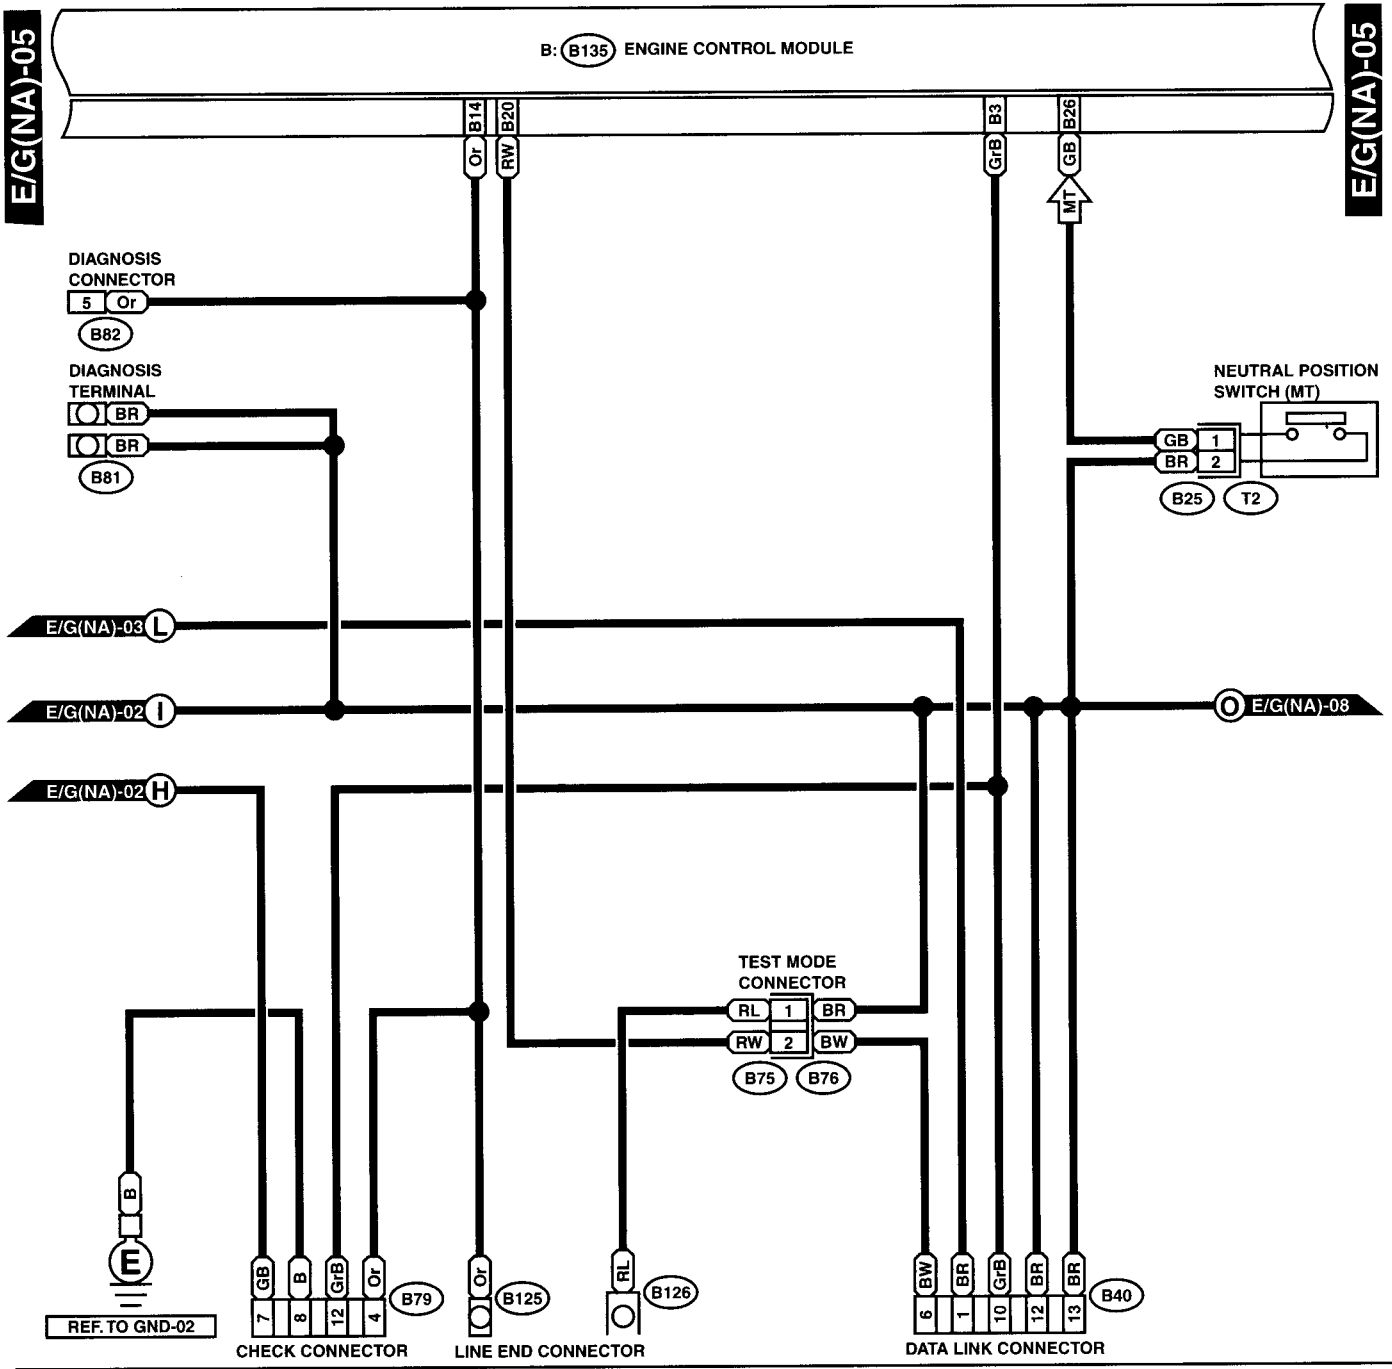 E/G(NA)-05
B: B135 ENGINE CONTROL MODULE
E/G(NA)-05
B14 B20 B3 B26
Or RW GrB GB
MT
DIAGNOSIS
CONNECTOR
5 Or
B82
DIAGNOSIS
TERMINAL
BR
BR
B81
NEUTRAL POSITION
SWITCH (MT)
GB 1
BR 2
B25 T2
E/G(NA)-03 L
E/G(NA)-02 I
O E/G(NA)-08
E/G(NA)-02 H
TEST MODE
CONNECTOR
RL 1 BR
RW 2 BW
B75 B76
B
E
REF. TO GND-02
GB B GrB Or
7 8 12 4
B79
CHECK CONNECTOR
Or
B125
RL
B126
LINE END CONNECTOR
BW BR GrB BR BR
6 1 10 12 13
B40
DATA LINK CONNECTOR